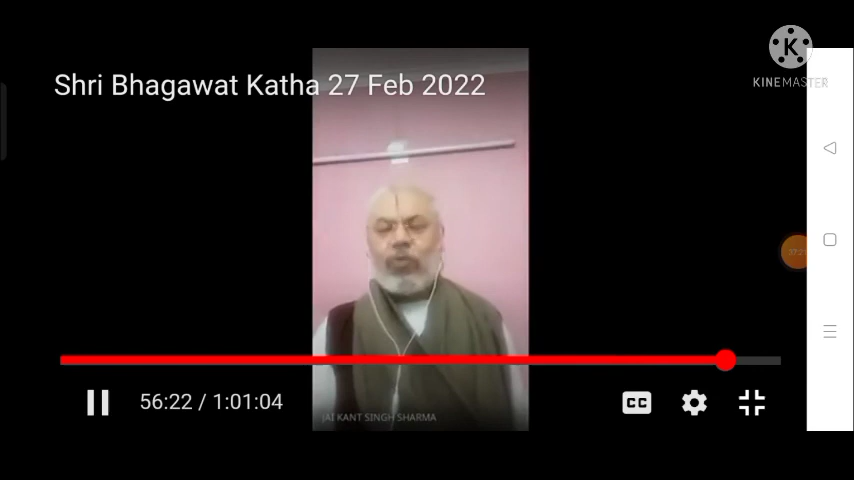 Shri Bhagawat Katha 27 Feb 2022
KINEMASTER
JAI KANT SINGH SHARMA
56:22 / 1:01:04
CC